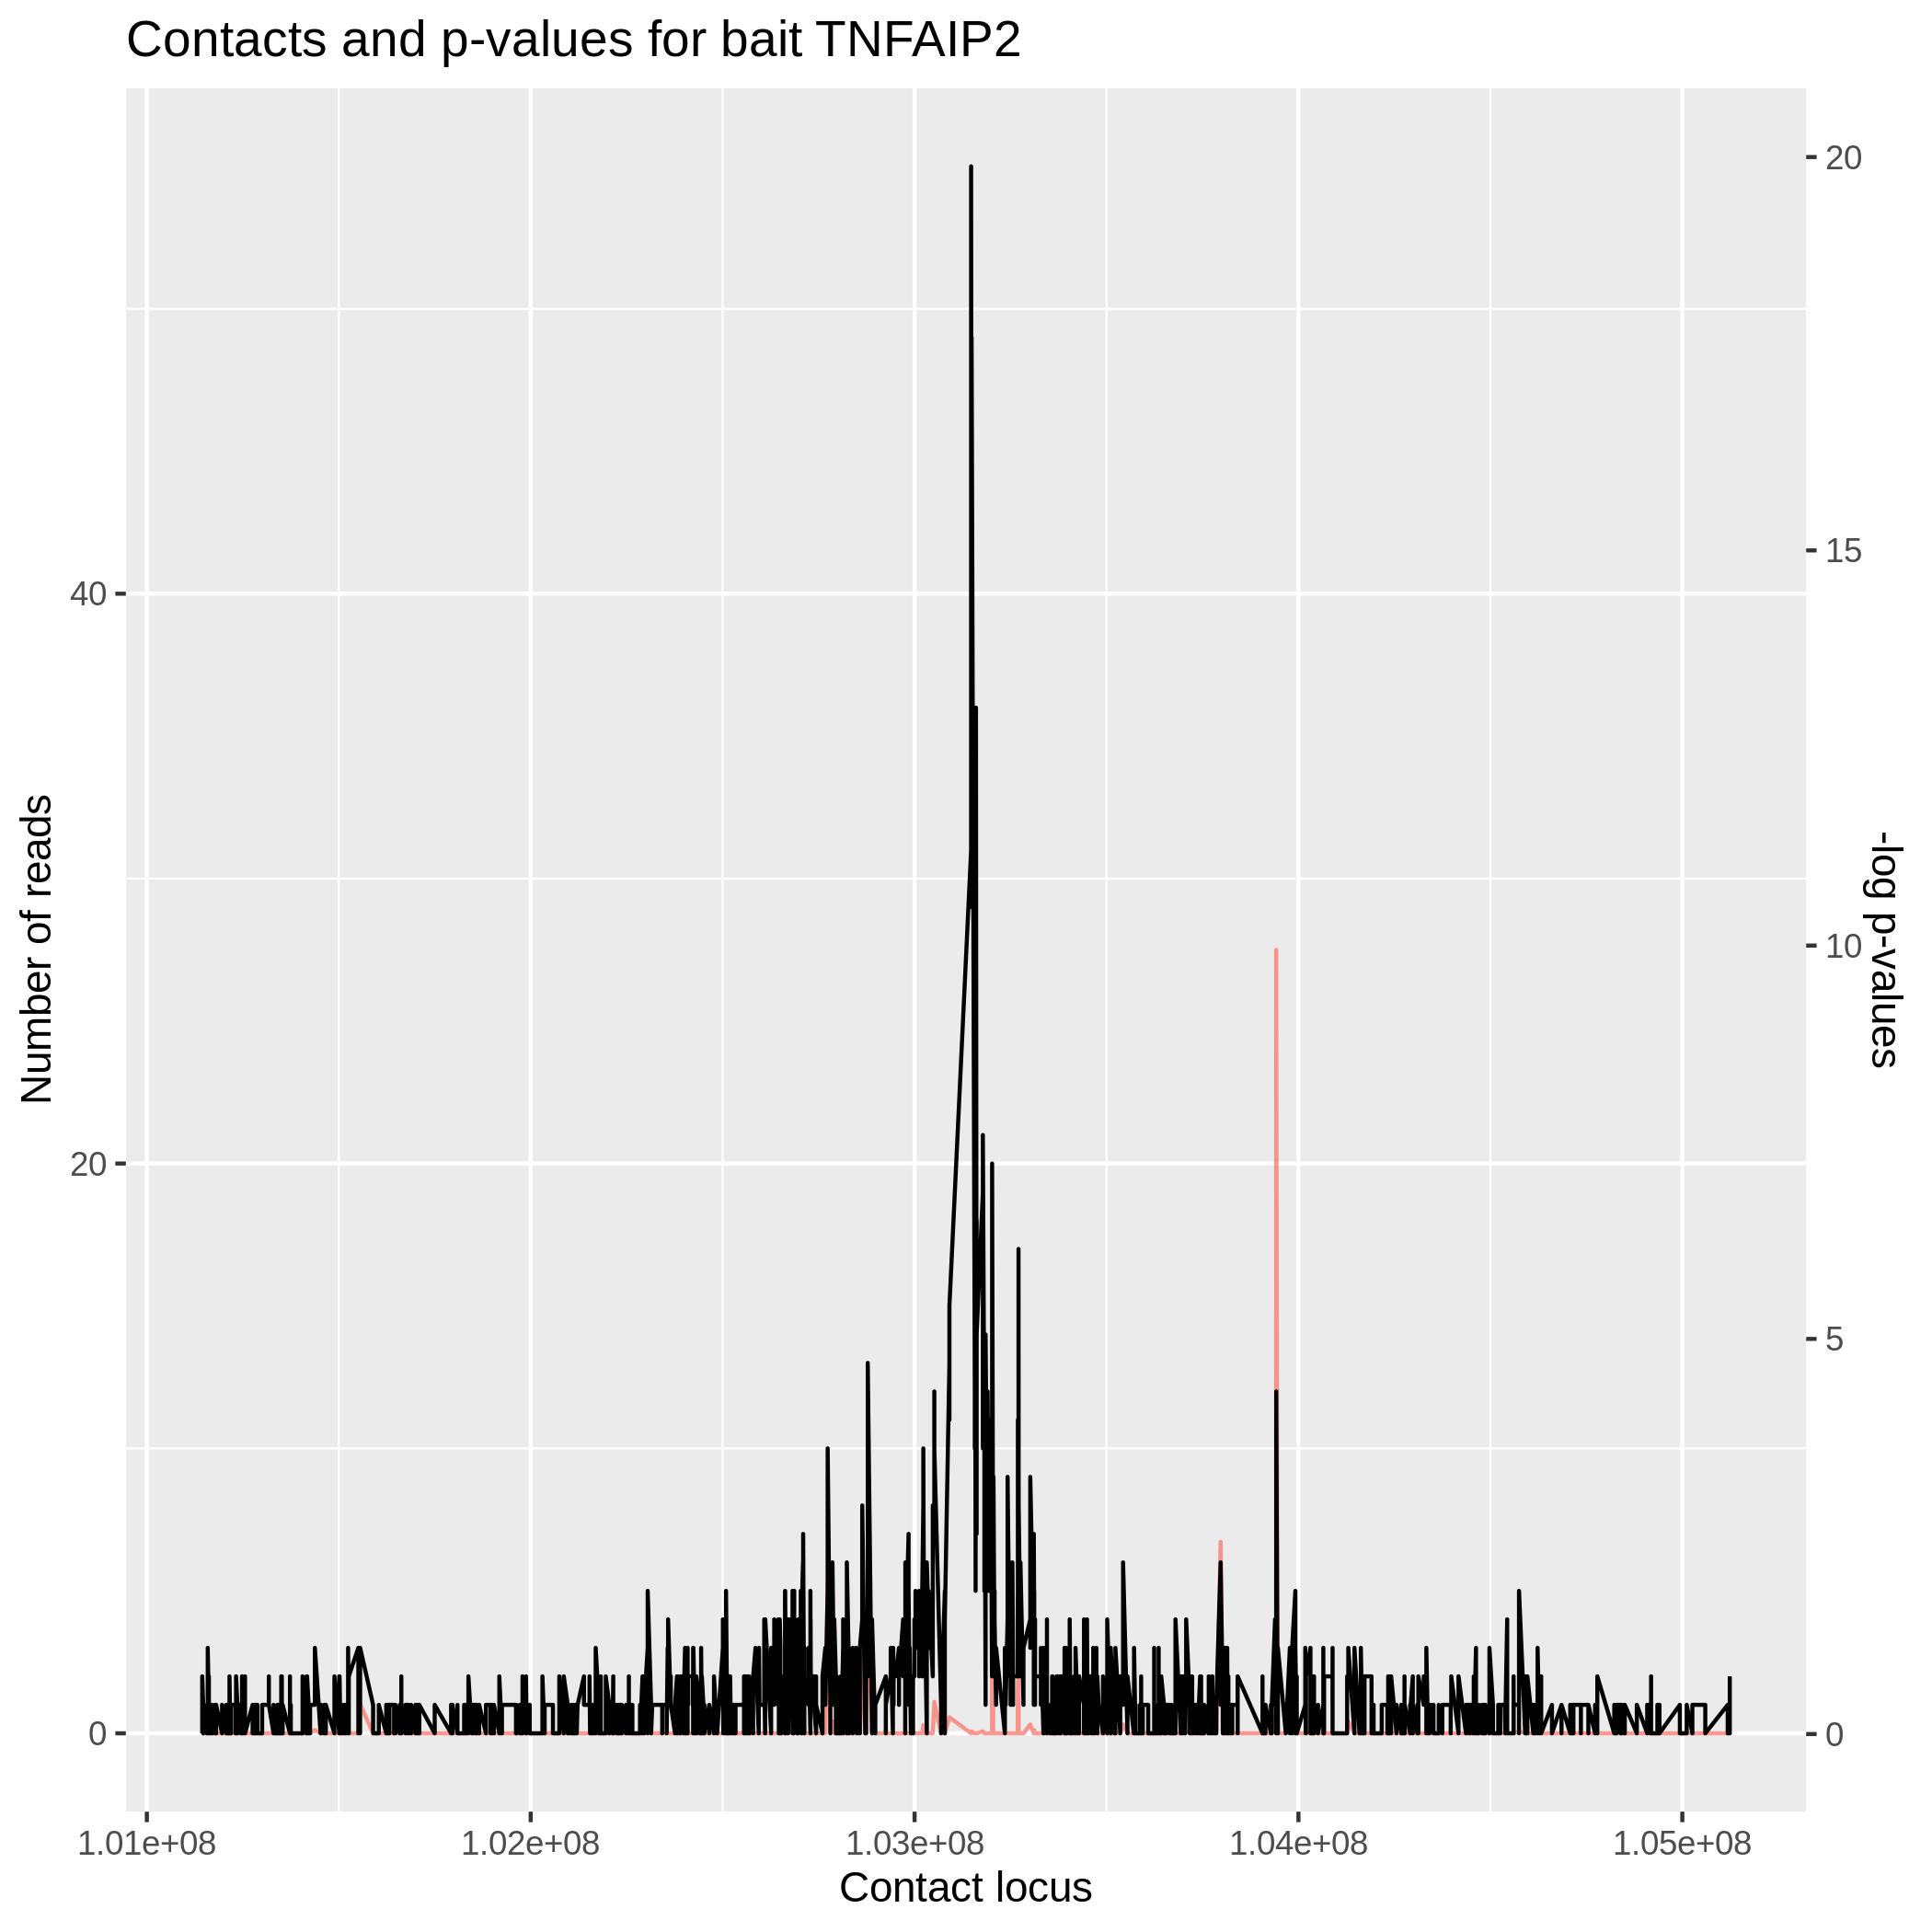 Contacts and p-values for bait TNFAIP2
Number of reads
40
20
0
20
15
10
5
0
-log p-values
1.01e+08
1.02e+08
1.03e+08
1.04e+08
1.05e+08
Contact locus